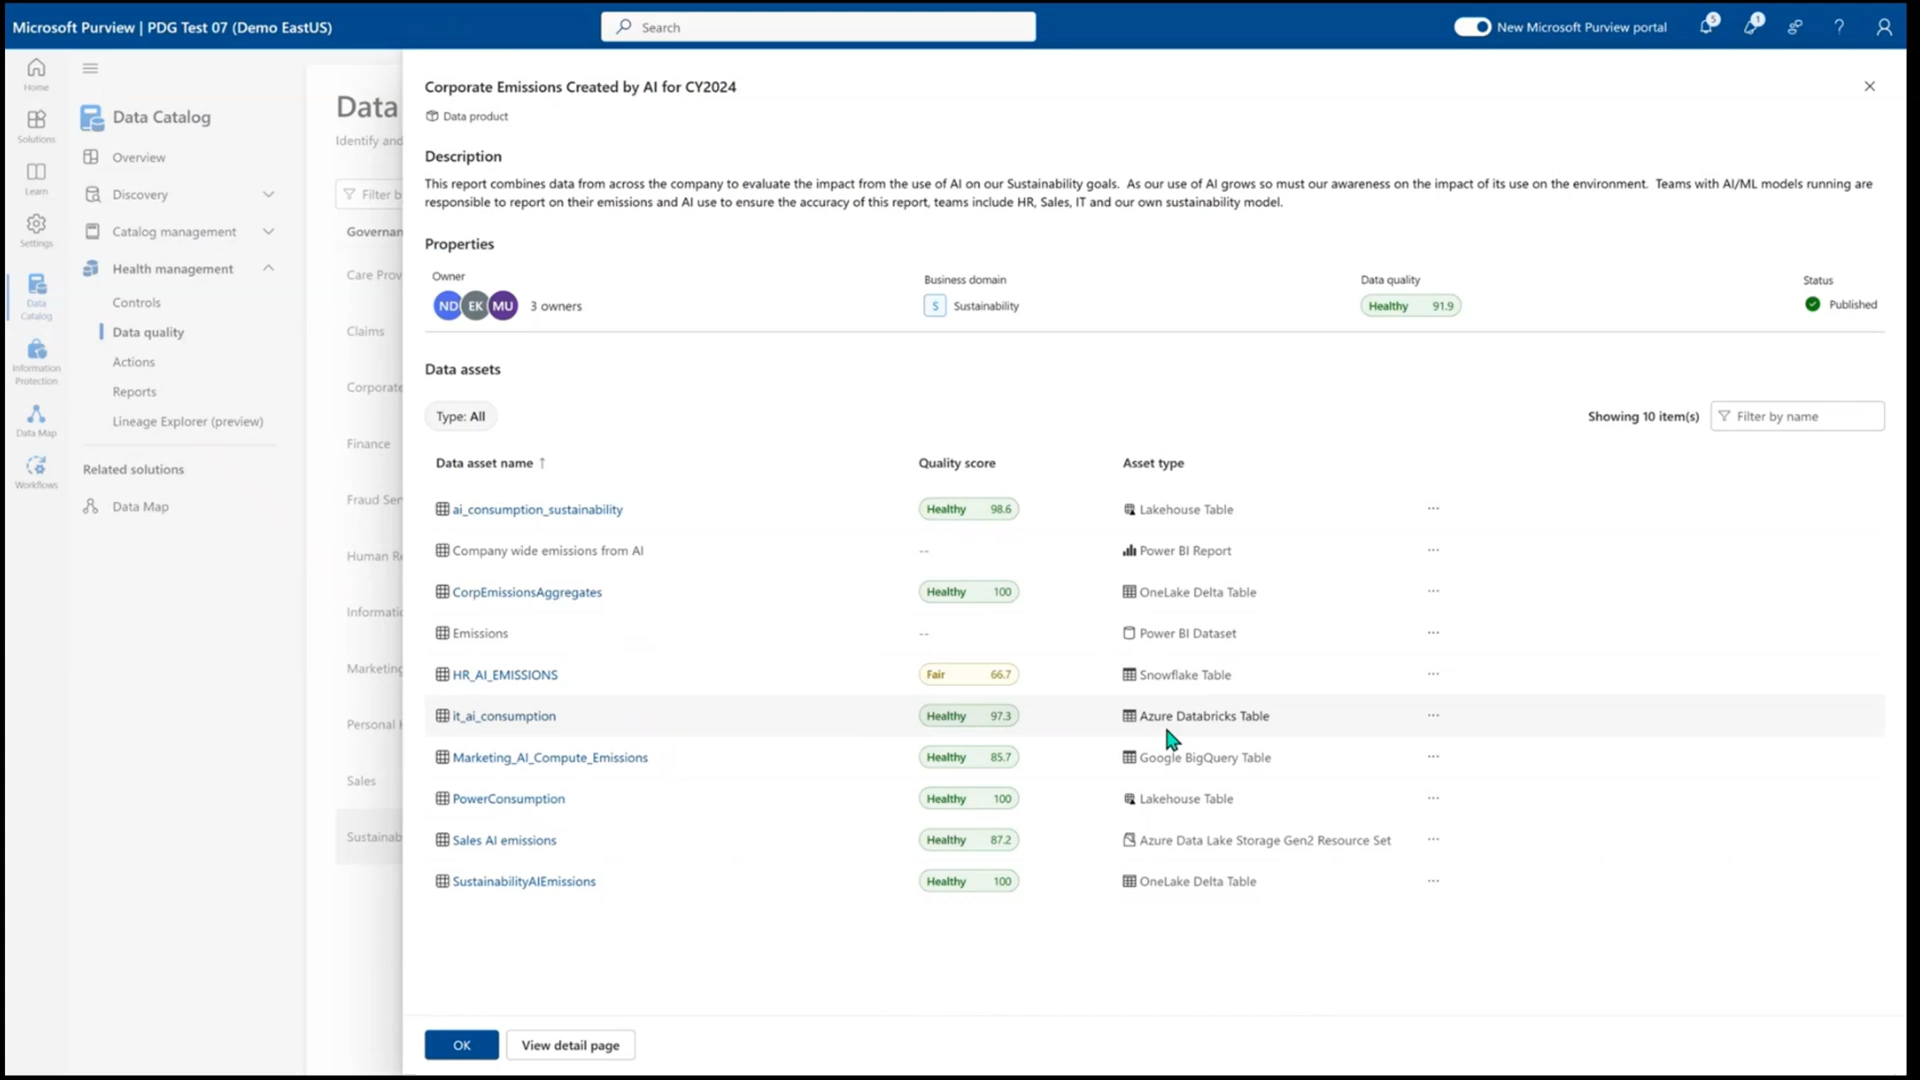 Microsoft Purview | PDG Test 07 (Demo EastUS)
Search
New Microsoft Purview portal
5
1
Home
Solutions
Learn
Settings
Data
Catalog
Information
Protection
Data Map
Workflows
Data Catalog
Overview
Discovery
Catalog management
Health management
Controls
Data quality
Actions
Reports
Lineage Explorer (preview)
Related solutions
Data Map
Data
Identify and
Filter b
Governan
Care Prov
Claims
Corporate
Finance
Fraud Ser
Human Re
Informatic
Marketing
Personal H
Sales
Sustainab
Corporate Emissions Created by AI for CY2024
Data product
Description
This report combines data from across the company to evaluate the impact from the use of AI on our Sustainability goals. As our use of AI grows so must our awareness on the impact of its use on the environment. Teams with AI/ML models running are
responsible to report on their emissions and AI use to ensure the accuracy of this report, teams include HR, Sales, IT and our own sustainability model.
Properties
Owner
ND EK MU 3 owners
Business domain
S Sustainability
Data quality
Healthy 91.9
Status
Published
Data assets
Type: All
Showing 10 item(s)
Filter by name
Data asset name ↑ Quality score Asset type
ai_consumption_sustainability Healthy 98.6 Lakehouse Table ...
Company wide emissions from AI -- Power BI Report ...
CorpEmissionsAggregates Healthy 100 OneLake Delta Table ...
Emissions -- Power BI Dataset ...
HR_AI_EMISSIONS Fair 66.7 Snowflake Table ...
it_ai_consumption Healthy 97.3 Azure Databricks Table ...
Marketing_AI_Compute_Emissions Healthy 85.7 Google BigQuery Table ...
PowerConsumption Healthy 100 Lakehouse Table ...
Sales AI emissions Healthy 87.2 Azure Data Lake Storage Gen2 Resource Set ...
SustainabilityAIEmissions Healthy 100 OneLake Delta Table ...
OK
View detail page